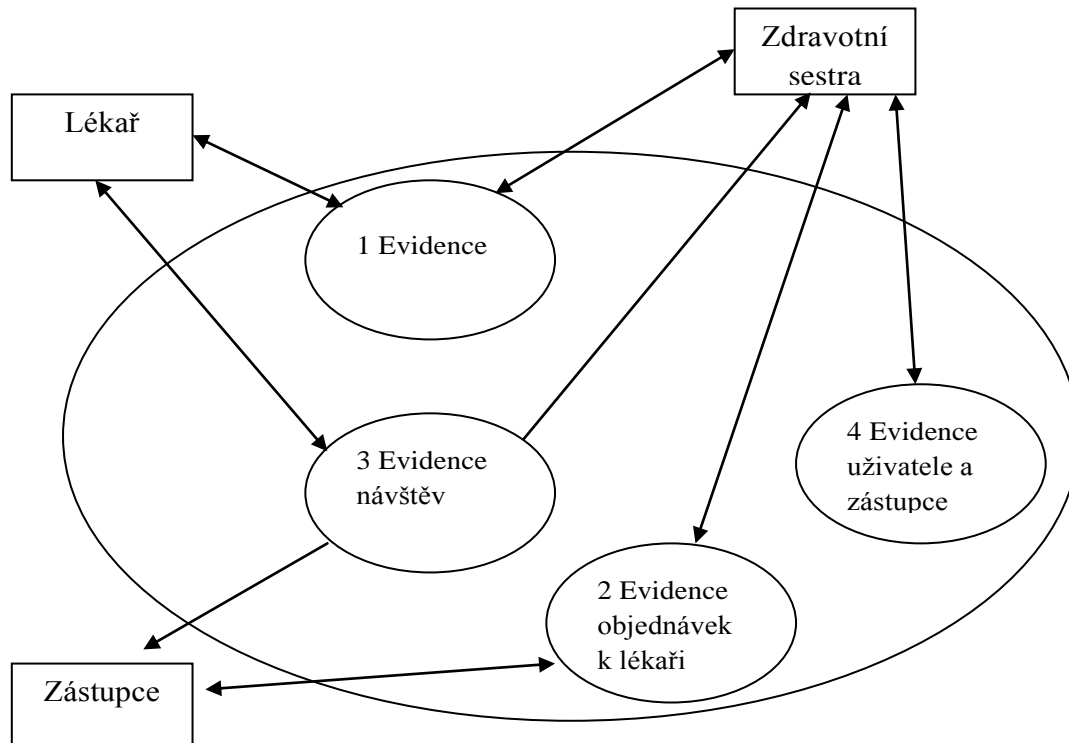 Zdravotní
sestra
Lékař
1 Evidence
3 Evidence
návštěv
4 Evidence
uživatele a
zástupce
2 Evidence
objednávek
k lékaři
Zástupce